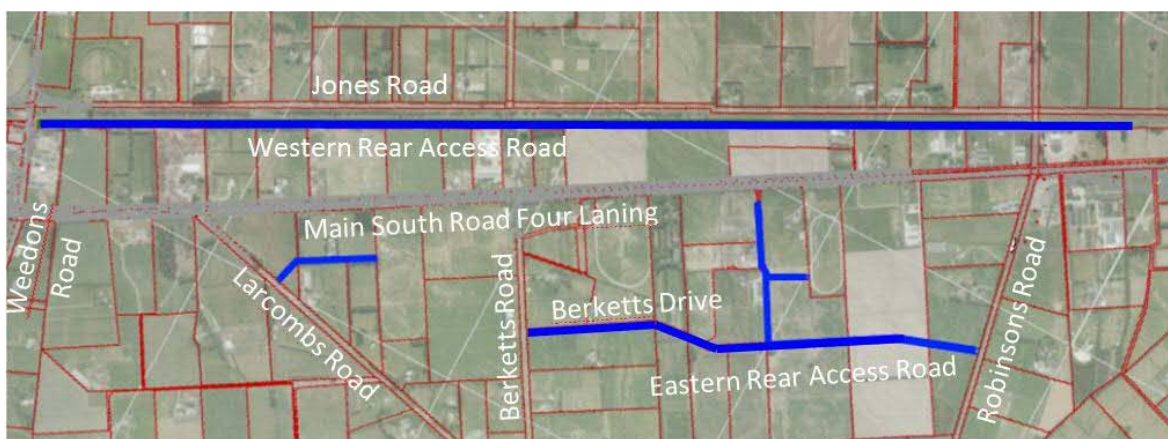 Jones Road
Western Rear Access Road
Main South Road Four Laning
Weedons
Road
Larcombs Road
Berketts Road
Berketts Drive
Eastern Rear Access Road
Robinsons Road